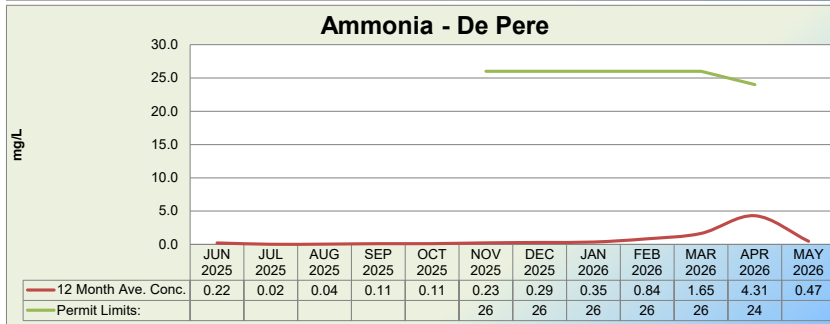 Ammonia - De Pere
30.0
25.0
20.0
15.0
10.0
5.0
0.0
mg/L
JUN 2025 JUL 2025 AUG 2025 SEP 2025 OCT 2025 NOV 2025 DEC 2025 JAN 2026 FEB 2026 MAR 2026 APR 2026 MAY 2026
12 Month Ave. Conc. 0.22 0.02 0.04 0.11 0.11 0.23 0.29 0.35 0.84 1.65 4.31 0.47
Permit Limits: 26 26 26 26 26 24